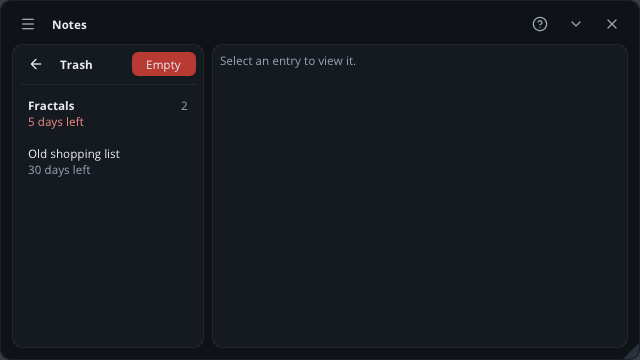 Notes
Trash
Empty
Select an entry to view it.
Fractals 2
5 days left
Old shopping list
30 days left